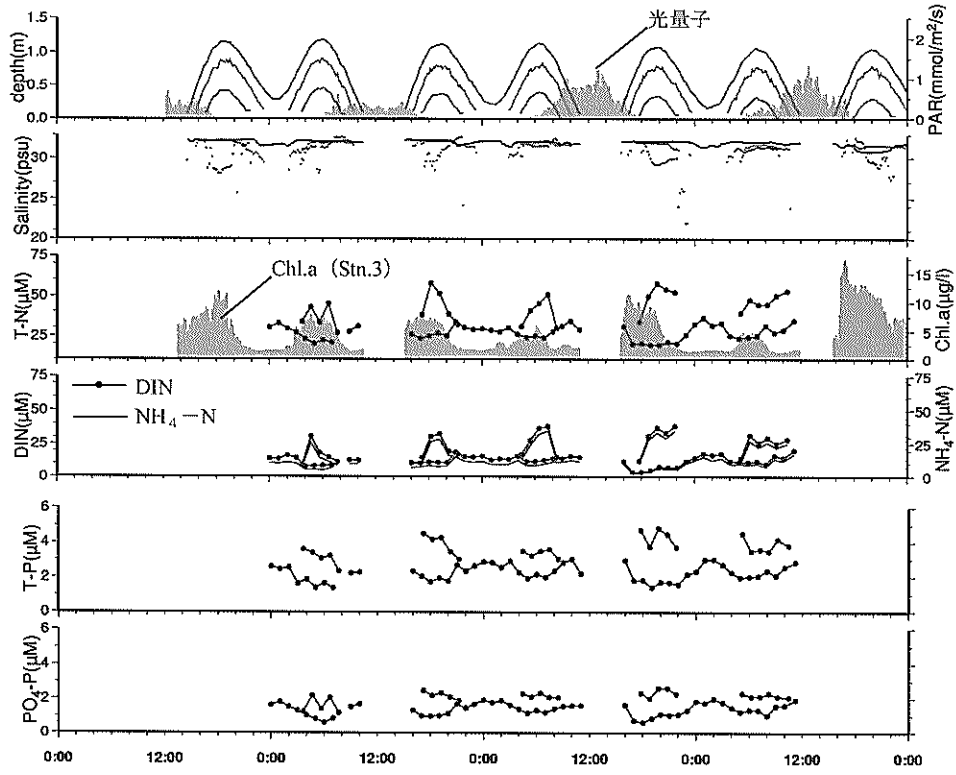 光量子
1.5
1.0
0.5
0.0
depth(m)
2
1
0
PAR(mmol/m²/s)
30
25
20
Salinity(psu)
Chl.a (Stn.3)
75
50
25
T-N(μM)
15
10
5
0
Chl.a(μg/l)
DIN
NH₄－N
75
50
25
0
DIN(μM)
75
50
25
0
NH₄-N(μM)
6
4
2
0
T-P(μM)
6
4
2
0
PO₄-P(μM)
0:00 12:00 0:00 12:00 0:00 12:00 0:00 12:00 0:00